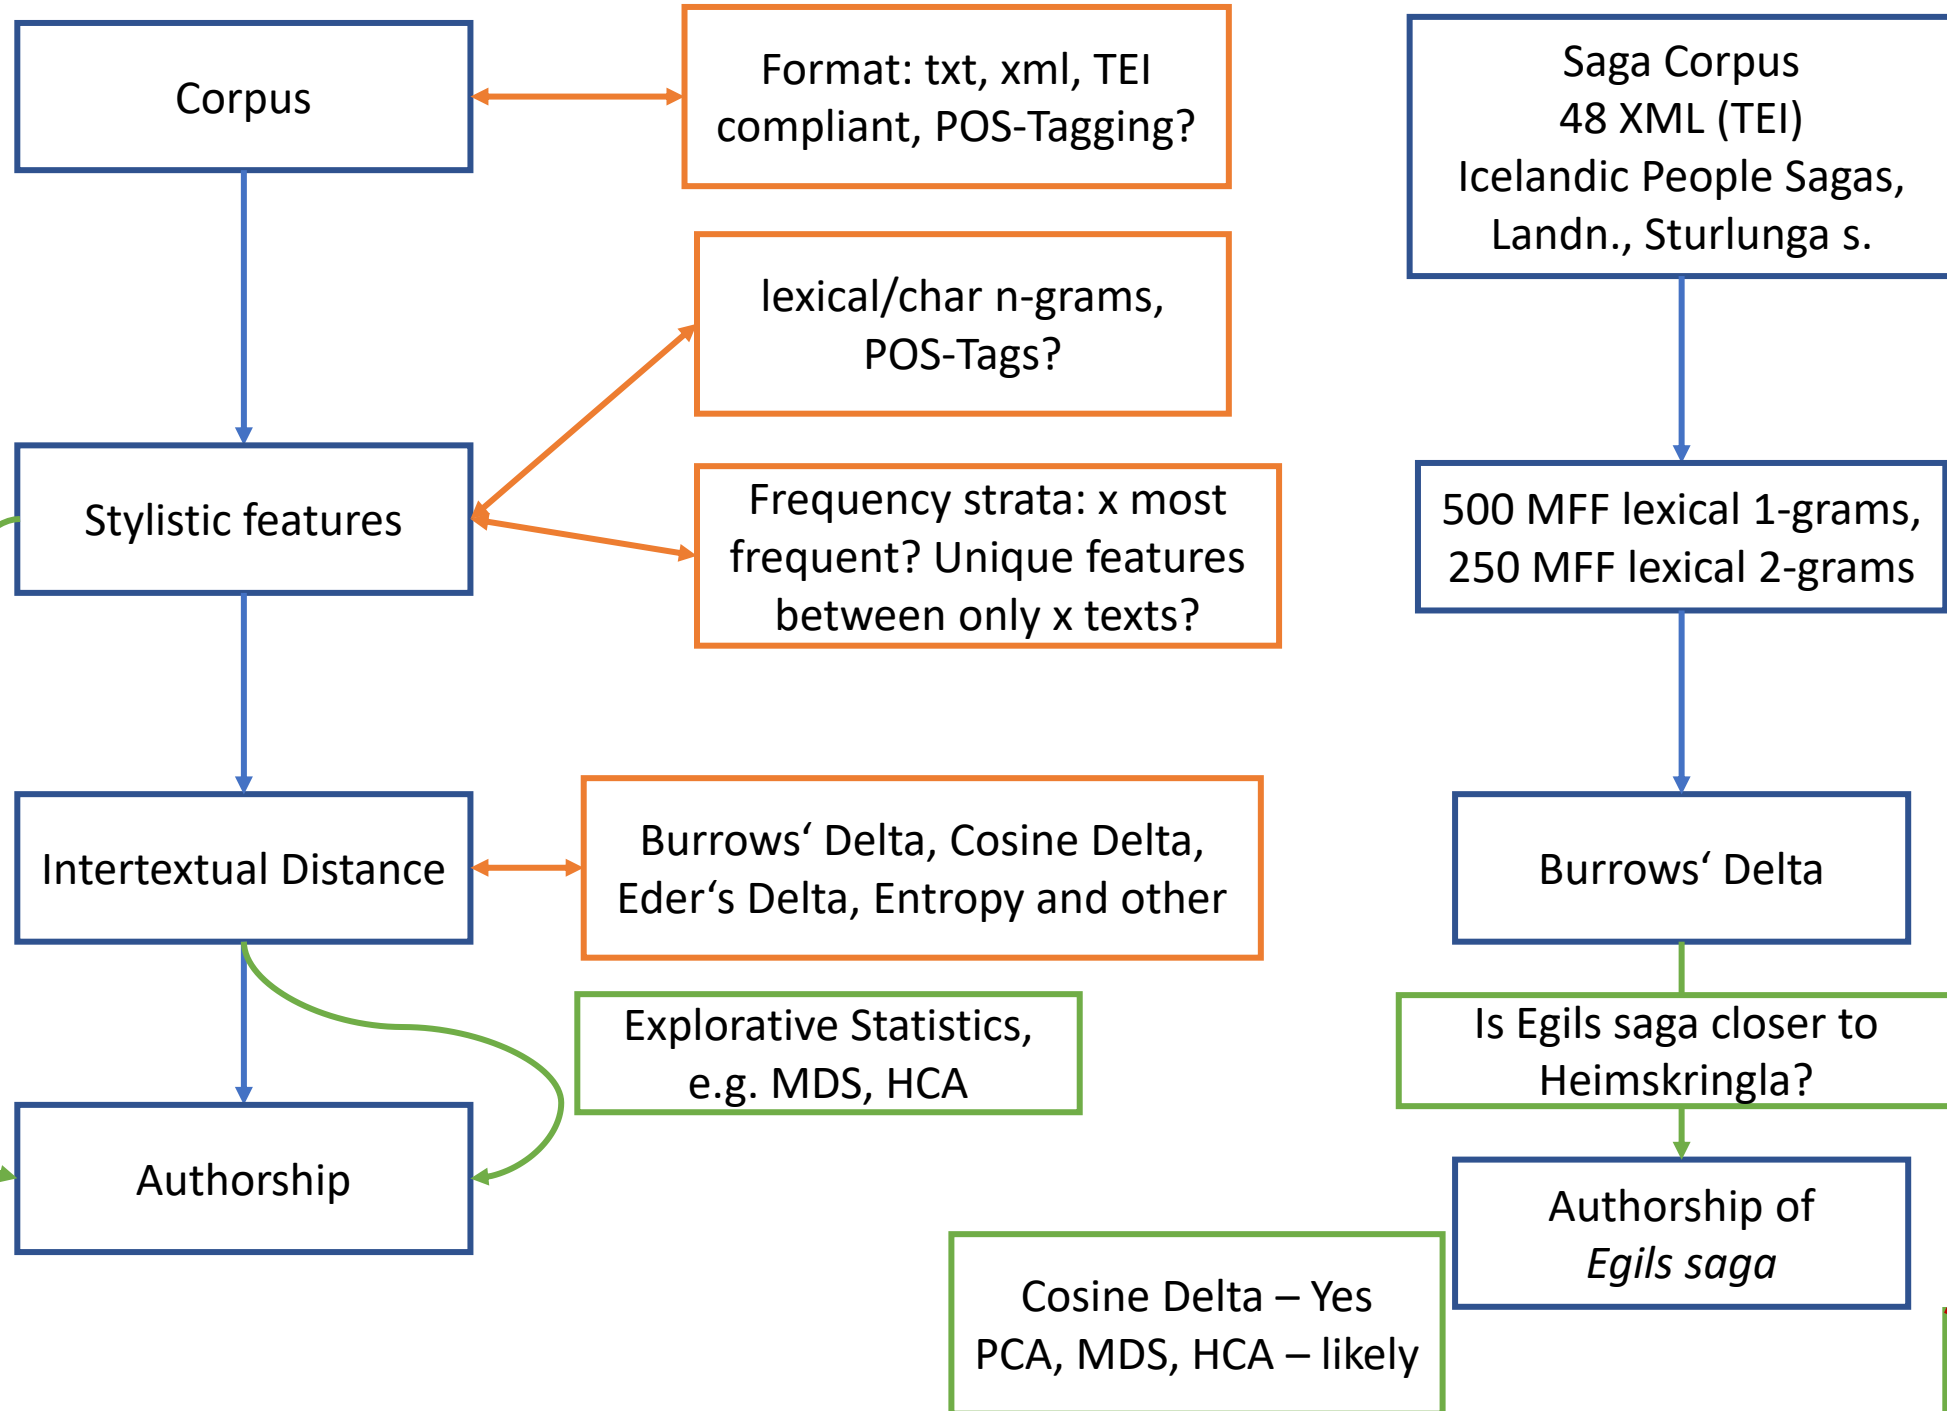 Corpus
Format: txt, xml, TEI
compliant, POS-Tagging?
lexical/char n-grams,
POS-Tags?
Stylistic features
Frequency strata: x most
frequent? Unique features
between only x texts?
Intertextual Distance
Burrows‘ Delta, Cosine Delta,
Eder‘s Delta, Entropy and other
Explorative Statistics,
e.g. MDS, HCA
Authorship
Saga Corpus
48 XML (TEI)
Icelandic People Sagas,
Landn., Sturlunga s.
500 MFF lexical 1-grams,
250 MFF lexical 2-grams
Burrows‘ Delta
Is Egils saga closer to
Heimskringla?
Authorship of
Egils saga
Cosine Delta – Yes
PCA, MDS, HCA – likely